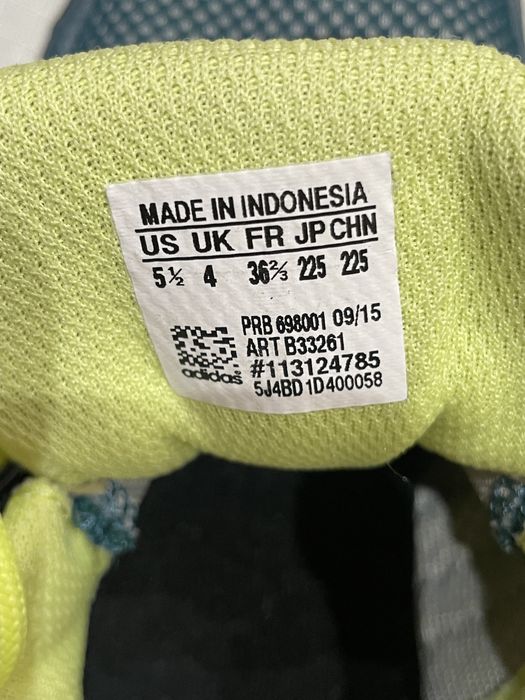 MADE IN INDONESIA
US UK FR JP CHN
5½ 4 36⅔ 225 225
PRB 698001 09/15
ART B33261
#113124785
adidas 5J4BD1D400058